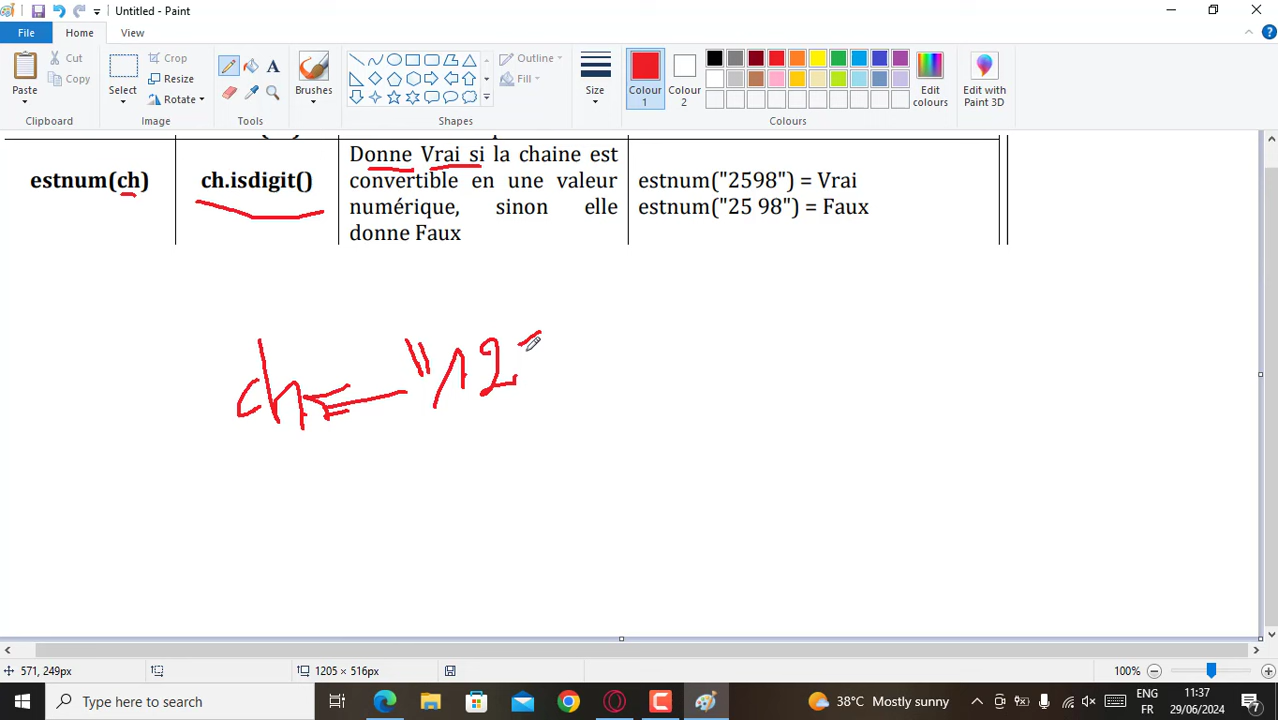 Untitled - Paint
File Home View
Paste
Cut
Copy
Clipboard
Select
Crop
Resize
Rotate
Image
Tools
Brushes
Shapes
Outline
Fill
Size
Colour 1
Colour 2
Edit colours
Edit with Paint 3D
Colours
estnum(ch)
ch.isdigit()
Donne Vrai si la chaine est
convertible en une valeur
numérique, sinon elle
donne Faux
estnum("2598") = Vrai
estnum("25 98") = Faux
ch ← "12
571, 249px
1205 × 516px
100%
Type here to search
38°C Mostly sunny
ENG
FR
11:37
29/06/2024
7